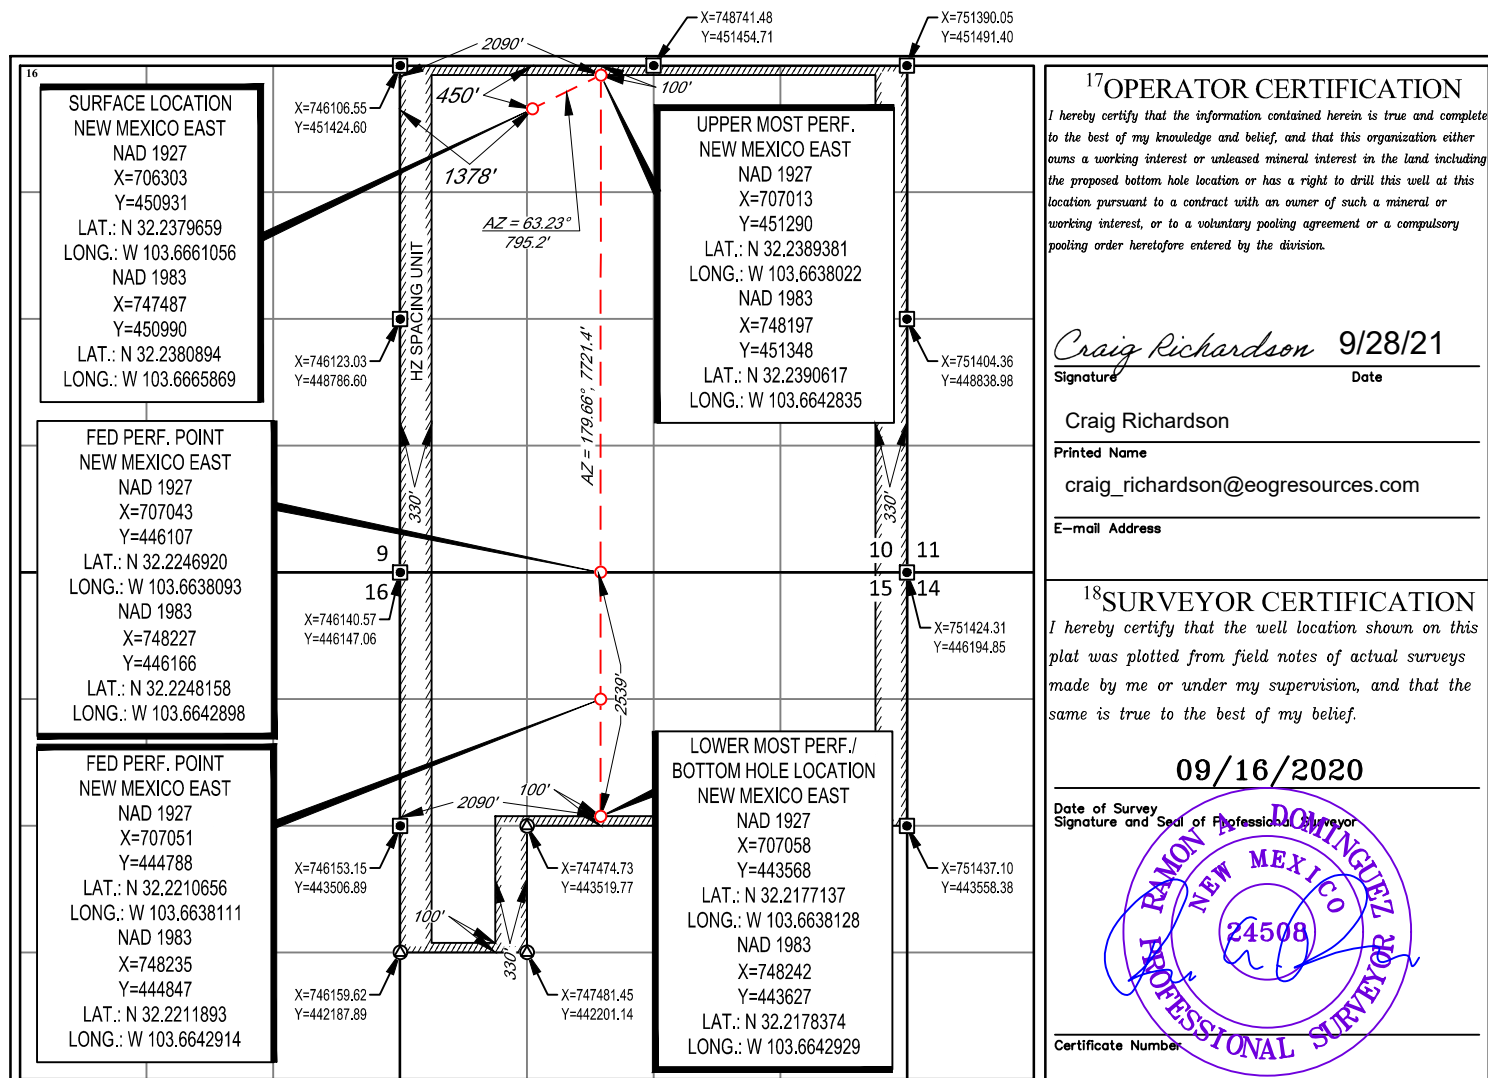 X=748741.48
Y=451454.71
X=751390.05
Y=451491.40
2090'
16
100'
450'
X=746106.55
Y=451424.60
1378'
SURFACE LOCATION
NEW MEXICO EAST
NAD 1927
X=706303
Y=450931
LAT.: N 32.2379659
LONG.: W 103.6661056
NAD 1983
X=747487
Y=450990
LAT.: N 32.2380894
LONG.: W 103.6665869
AZ = 63.23°
795.2'
UPPER MOST PERF.
NEW MEXICO EAST
NAD 1927
X=707013
Y=451290
LAT.: N 32.2389381
LONG.: W 103.6638022
NAD 1983
X=748197
Y=451348
LAT.: N 32.2390617
LONG.: W 103.6642835
HZ SPACING UNIT
X=746123.03
Y=448786.60
X=751404.36
Y=448838.98
AZ = 179.66°, 7721.4'
330'
330'
FED PERF. POINT
NEW MEXICO EAST
NAD 1927
X=707043
Y=446107
LAT.: N 32.2246920
LONG.: W 103.6638093
NAD 1983
X=748227
Y=446166
LAT.: N 32.2248158
LONG.: W 103.6642898
9
10 11
16
15 14
X=746140.57
Y=446147.06
X=751424.31
Y=446194.85
2539'
FED PERF. POINT
NEW MEXICO EAST
NAD 1927
X=707051
Y=444788
LAT.: N 32.2210656
LONG.: W 103.6638111
NAD 1983
X=748235
Y=444847
LAT.: N 32.2211893
LONG.: W 103.6642914
LOWER MOST PERF./
BOTTOM HOLE LOCATION
NEW MEXICO EAST
NAD 1927
X=707058
Y=443568
LAT.: N 32.2177137
LONG.: W 103.6638128
NAD 1983
X=748242
Y=443627
LAT.: N 32.2178374
LONG.: W 103.6642929
100'
2090'
X=746153.15
Y=443506.89
X=747474.73
Y=443519.77
X=751437.10
Y=443558.38
100'
330'
X=746159.62
Y=442187.89
X=747481.45
Y=442201.14
17OPERATOR CERTIFICATION
I hereby certify that the information contained herein is true and complete
to the best of my knowledge and belief, and that this organization either
owns a working interest or unleased mineral interest in the land including
the proposed bottom hole location or has a right to drill this well at this
location pursuant to a contract with an owner of such a mineral or
working interest, or to a voluntary pooling agreement or a compulsory
pooling order heretofore entered by the division.
Craig Richardson 9/28/21
Signature Date
Craig Richardson
Printed Name
craig_richardson@eogresources.com
E-mail Address
18SURVEYOR CERTIFICATION
I hereby certify that the well location shown on this
plat was plotted from field notes of actual surveys
made by me or under my supervision, and that the
same is true to the best of my belief.
09/16/2020
Date of Survey
Signature and Seal of Professional Surveyor
RAMON A. DOMINGUEZ
NEW MEXICO
24508
PROFESSIONAL SURVEYOR
Certificate Number